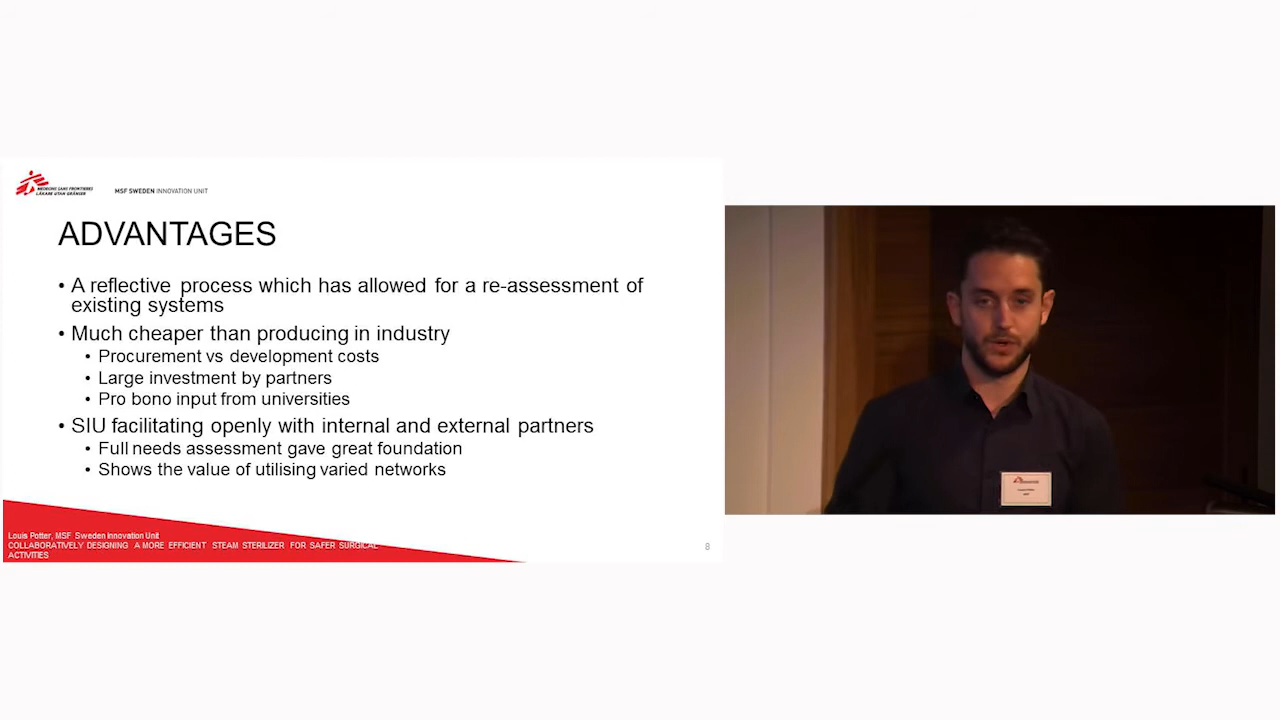 MEDECINS SANS FRONTIERES
LÄKARE UTAN GRÄNSER
MSF SWEDEN INNOVATION UNIT
ADVANTAGES
• A reflective process which has allowed for a re-assessment of
existing systems
• Much cheaper than producing in industry
• Procurement vs development costs
• Large investment by partners
• Pro bono input from universities
• SIU facilitating openly with internal and external partners
• Full needs assessment gave great foundation
• Shows the value of utilising varied networks
Louis Potter, MSF Sweden Innovation Unit
COLLABORATIVELY DESIGNING A MORE EFFICIENT STEAM STERILIZER FOR SAFER SURGICAL
ACTIVITIES
8